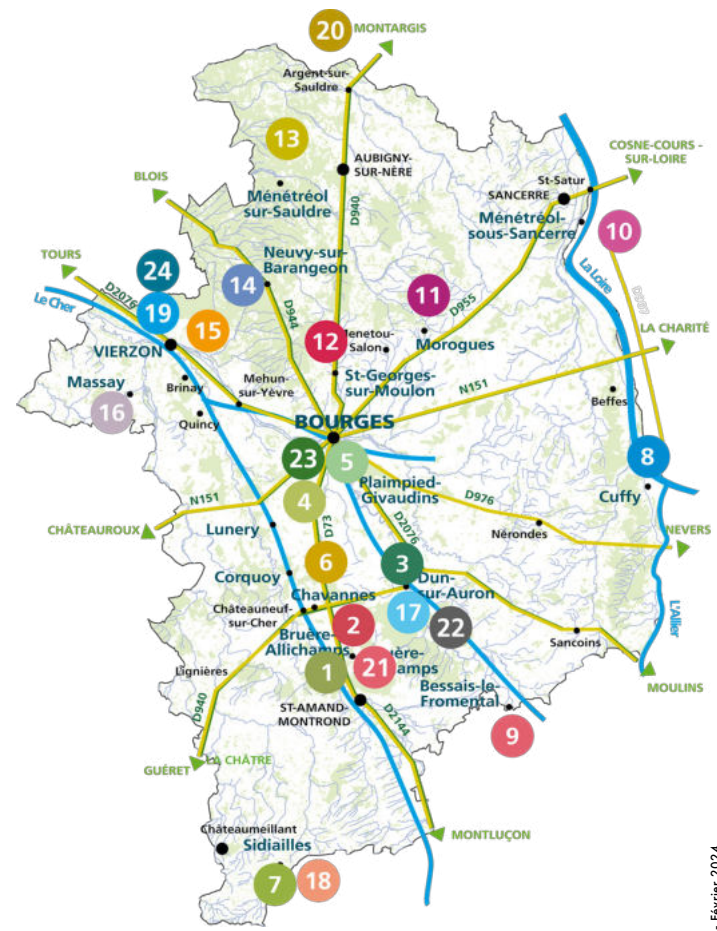 20
MONTARGIS
Argent-sur-
Sauldre
13
AUBIGNY-
SUR-NÈRE
COSNE-COURS -
SUR-LOIRE
BLOIS
Ménétréol
sur-Sauldre
D940
St-Satur
SANCERRE
Ménétréol-
sous-Sancerre
10
TOURS
24
Neuvy-sur-
Barangeon
La Loire
D2076
14
Le Cher
19
15
D944
11
D955
12
Menetou-
Salon
Morogues
LA CHARITÉ
VIERZON
Massay
Brinay
Mehun-
sur-Yèvre
St-Georges-
sur-Moulon
N151
Beffes
16
Quincy
BOURGES
23
5
8
4
Plaimpied-
Givaudins
Cuffy
N151
D976
CHÂTEAUROUX
Lunery
D73
D2076
Nérondes
NEVERS
6
3
Corquoy
Chavannes
Dun-
sur-Auron
Châteauneuf-
sur-Cher
2
17
22
L'Allier
Bruère-
Allichamps
Sancoins
Lignières
1
21
MOULINS
Bessais-le-
Fromental
D940
ST-AMAND-
MONTROND
D2144
9
LA CHÂTRE
GUÉRET
Châteaumeillant
MONTLUÇON
Sidiailles
7
18
Février 2024